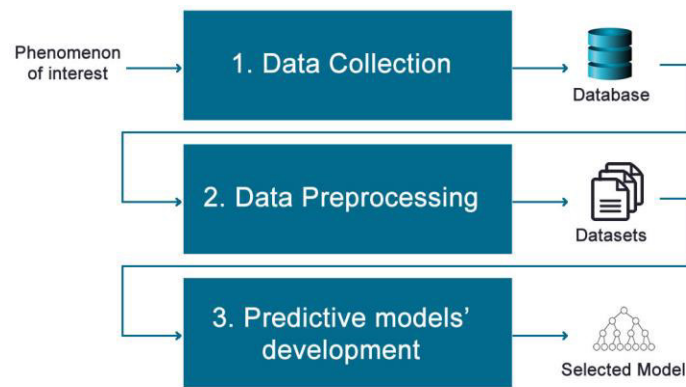 Phenomenon
of interest
1. Data Collection
Database
2. Data Preprocessing
Datasets
3. Predictive models’
development
Selected Model